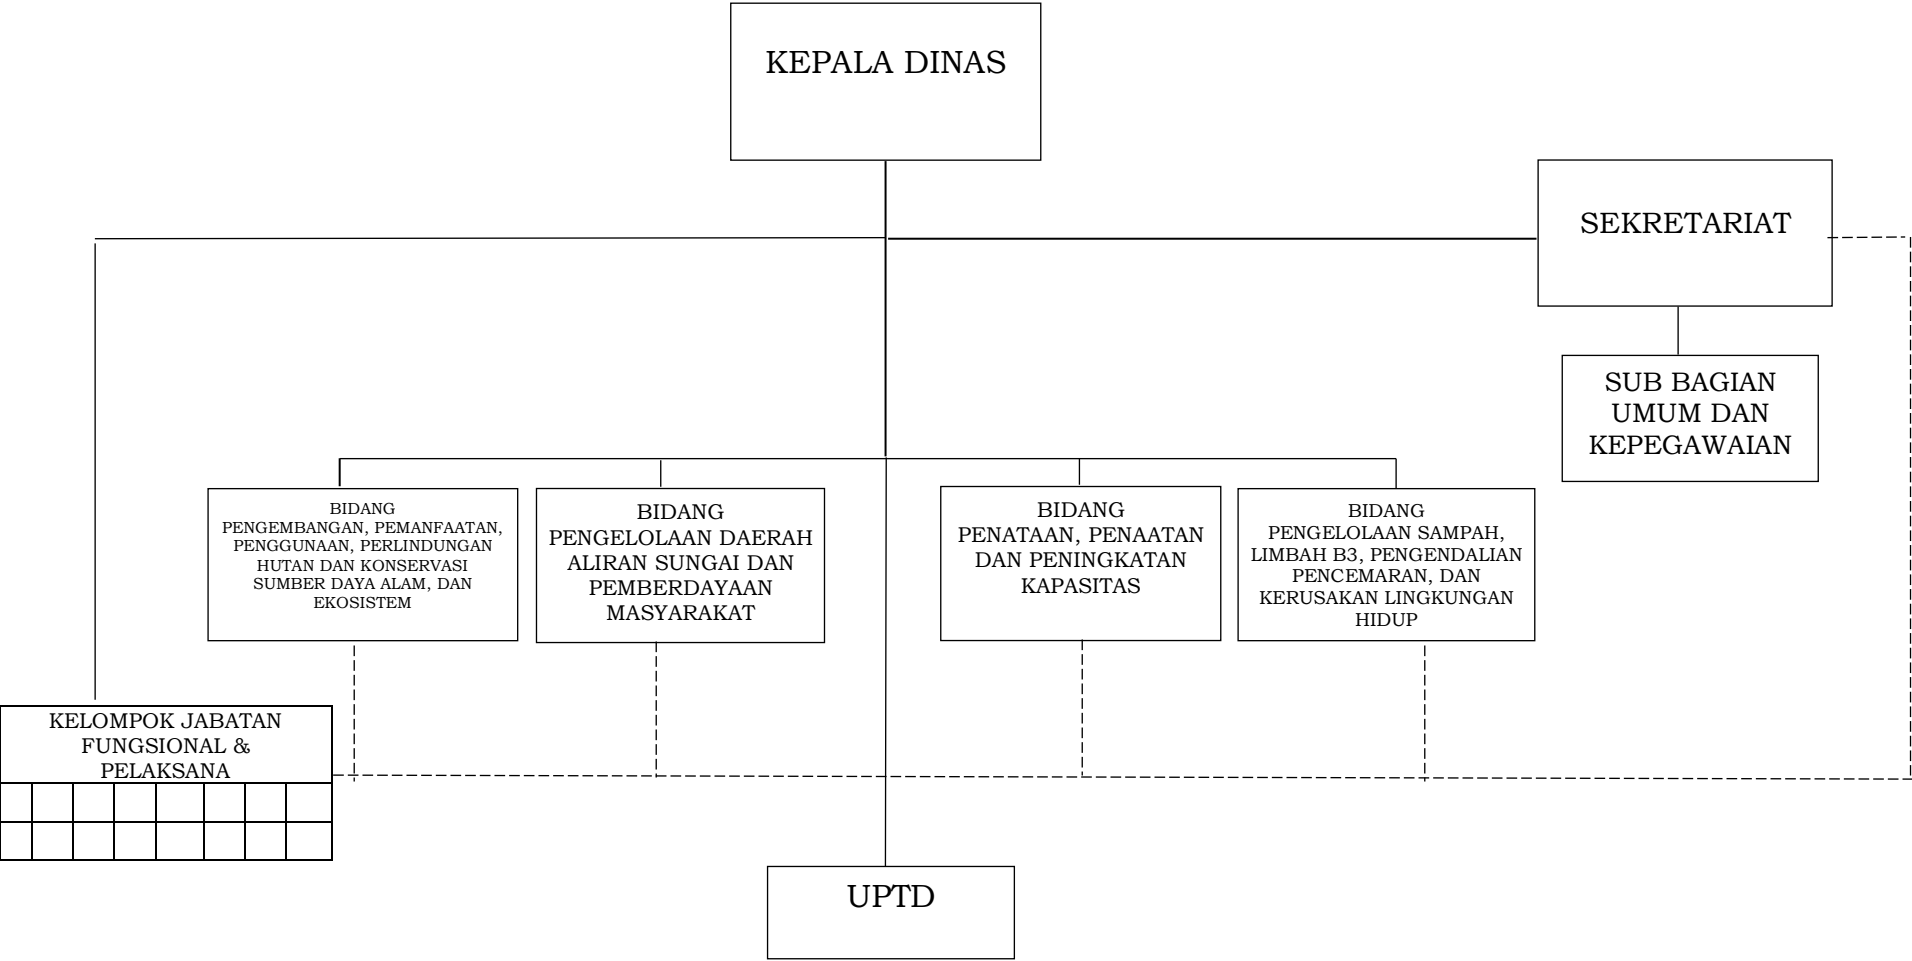 KEPALA DINAS
SEKRETARIAT
SUB BAGIAN
UMUM DAN
KEPEGAWAIAN
BIDANG
PENGEMBANGAN, PEMANFAATAN,
PENGGUNAAN, PERLINDUNGAN
HUTAN DAN KONSERVASI
SUMBER DAYA ALAM, DAN
EKOSISTEM
BIDANG
PENGELOLAAN DAERAH
ALIRAN SUNGAI DAN
PEMBERDAYAAN
MASYARAKAT
BIDANG
PENATAAN, PENAATAN
DAN PENINGKATAN
KAPASITAS
BIDANG
PENGELOLAAN SAMPAH,
LIMBAH B3, PENGENDALIAN
PENCEMARAN, DAN
KERUSAKAN LINGKUNGAN
HIDUP
KELOMPOK JABATAN
FUNGSIONAL &
PELAKSANA
UPTD